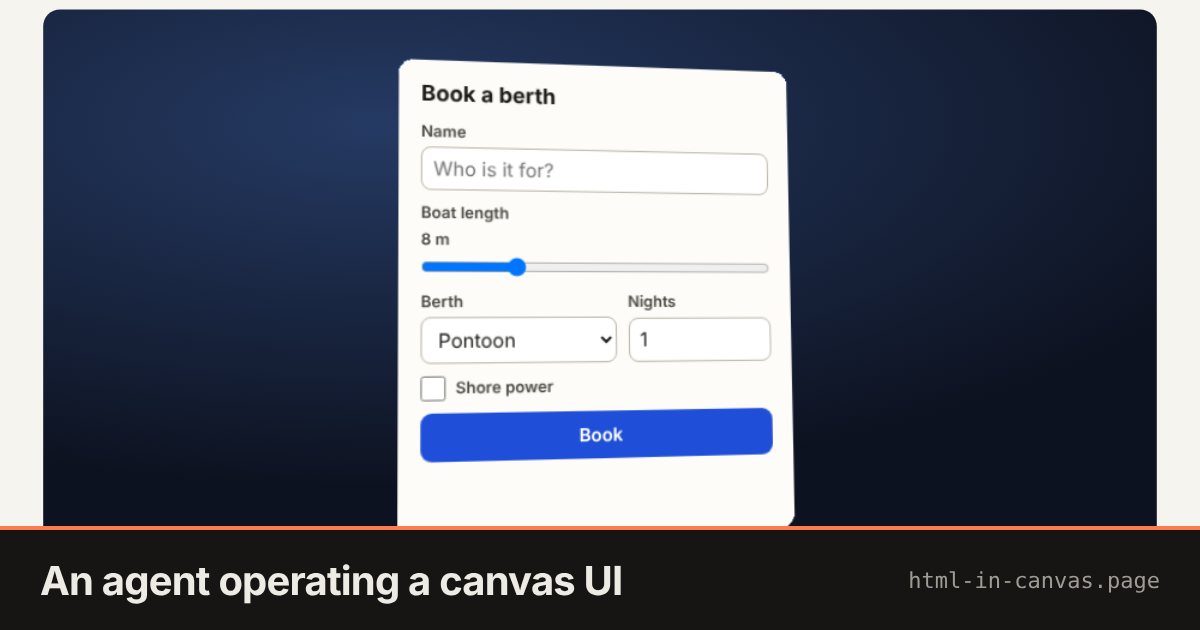 Book a berth
Name
Who is it for?
Boat length
8 m
Berth
Nights
Pontoon
1
Shore power
Book
An agent operating a canvas UI
html-in-canvas.page